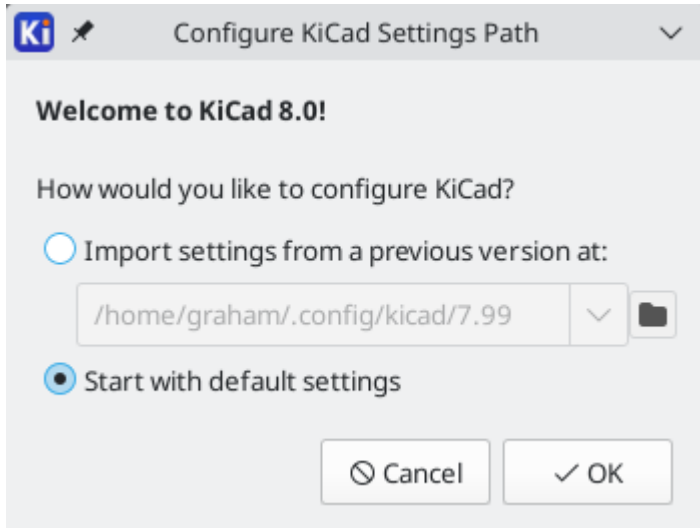 Ki Configure KiCad Settings Path
Welcome to KiCad 8.0!
How would you like to configure KiCad?
Import settings from a previous version at:
/home/graham/.config/kicad/7.99
Start with default settings
Cancel OK